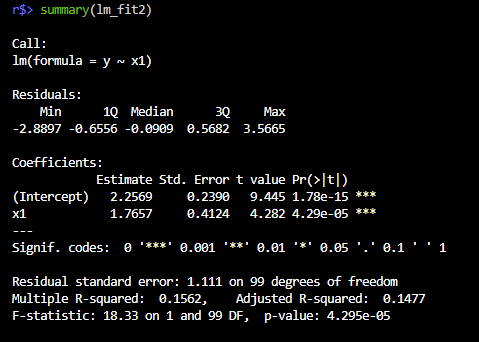 r$> summary(lm_fit2)
Call:
lm(formula = y ~ x1)
Residuals:
    Min      1Q  Median      3Q     Max
-2.8897 -0.6556 -0.0909  0.5682  3.5665
Coefficients:
            Estimate Std. Error t value Pr(>|t|)
(Intercept)   2.2569     0.2390   9.445 1.78e-15 ***
x1            1.7657     0.4124   4.282 4.29e-05 ***
---
Signif. codes:  0 '***' 0.001 '**' 0.01 '*' 0.05 '.' 0.1 ' ' 1
Residual standard error: 1.111 on 99 degrees of freedom
Multiple R-squared:  0.1562,    Adjusted R-squared:  0.1477
F-statistic: 18.33 on 1 and 99 DF,  p-value: 4.295e-05